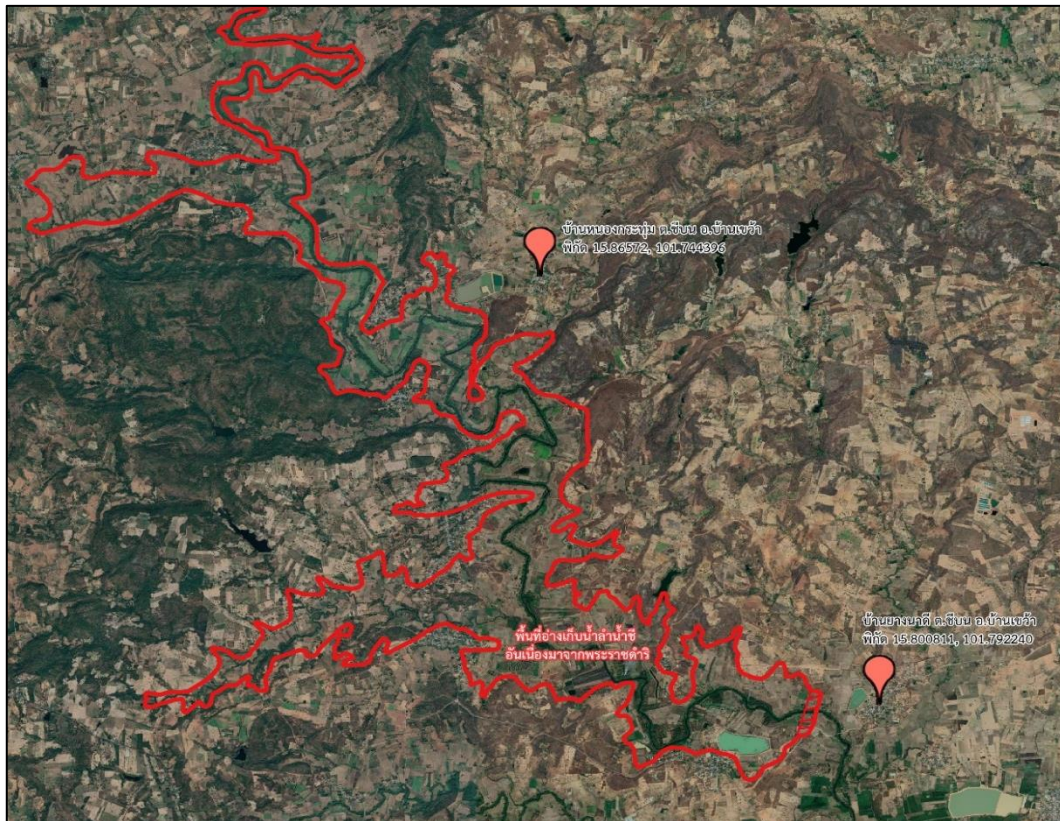 บ้านหนองกระทุ่ม ต.ชีบน อ.บ้านเขว้า
พิกัด 15.86572, 101.744396
บ้านยางนาดี ต.ชีบน อ.บ้านเขว้า
พิกัด 15.800811, 101.792240
พื้นที่อ่างเก็บน้ำลำน้ำชี
อันเนื่องมาจากพระราชดำริ